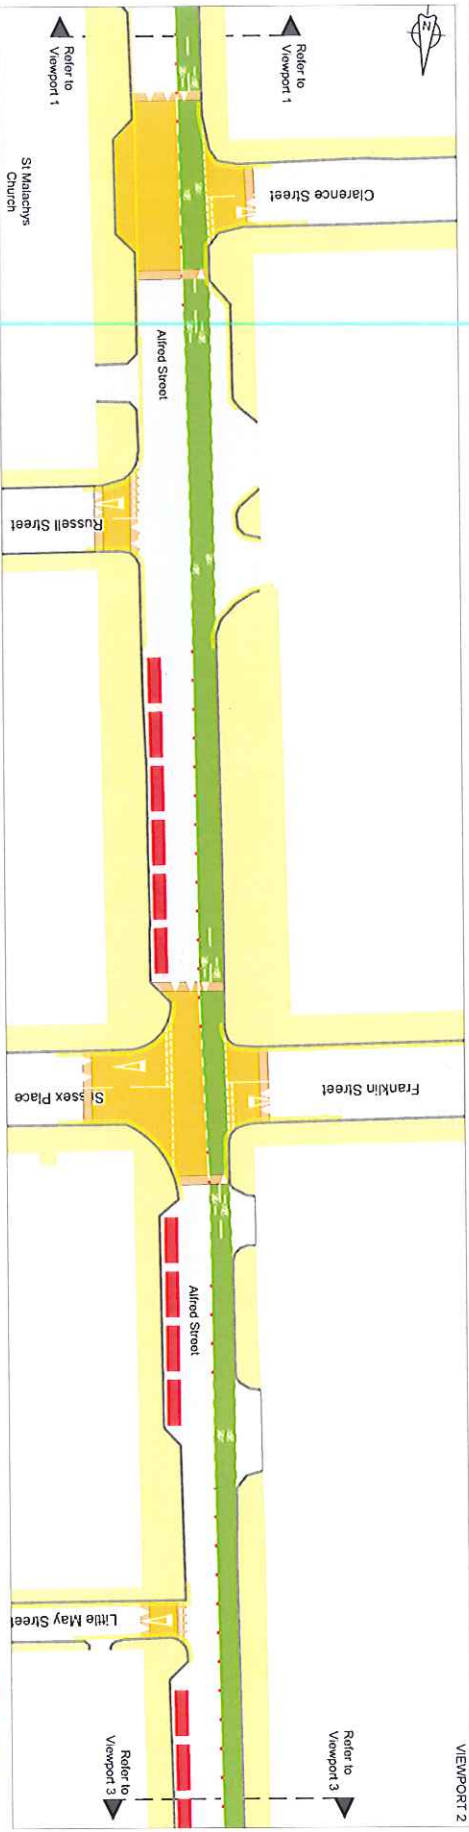 VIEWPORT 2
N
Refer to
Viewport 1
Refer to
Viewport 1
Clarence Street
St Malachys
Church
Alfred Street
Russell Street
Franklin Street
Sussex Place
Alfred Street
Little May Street
Refer to
Viewport 3
Refer to
Viewport 3